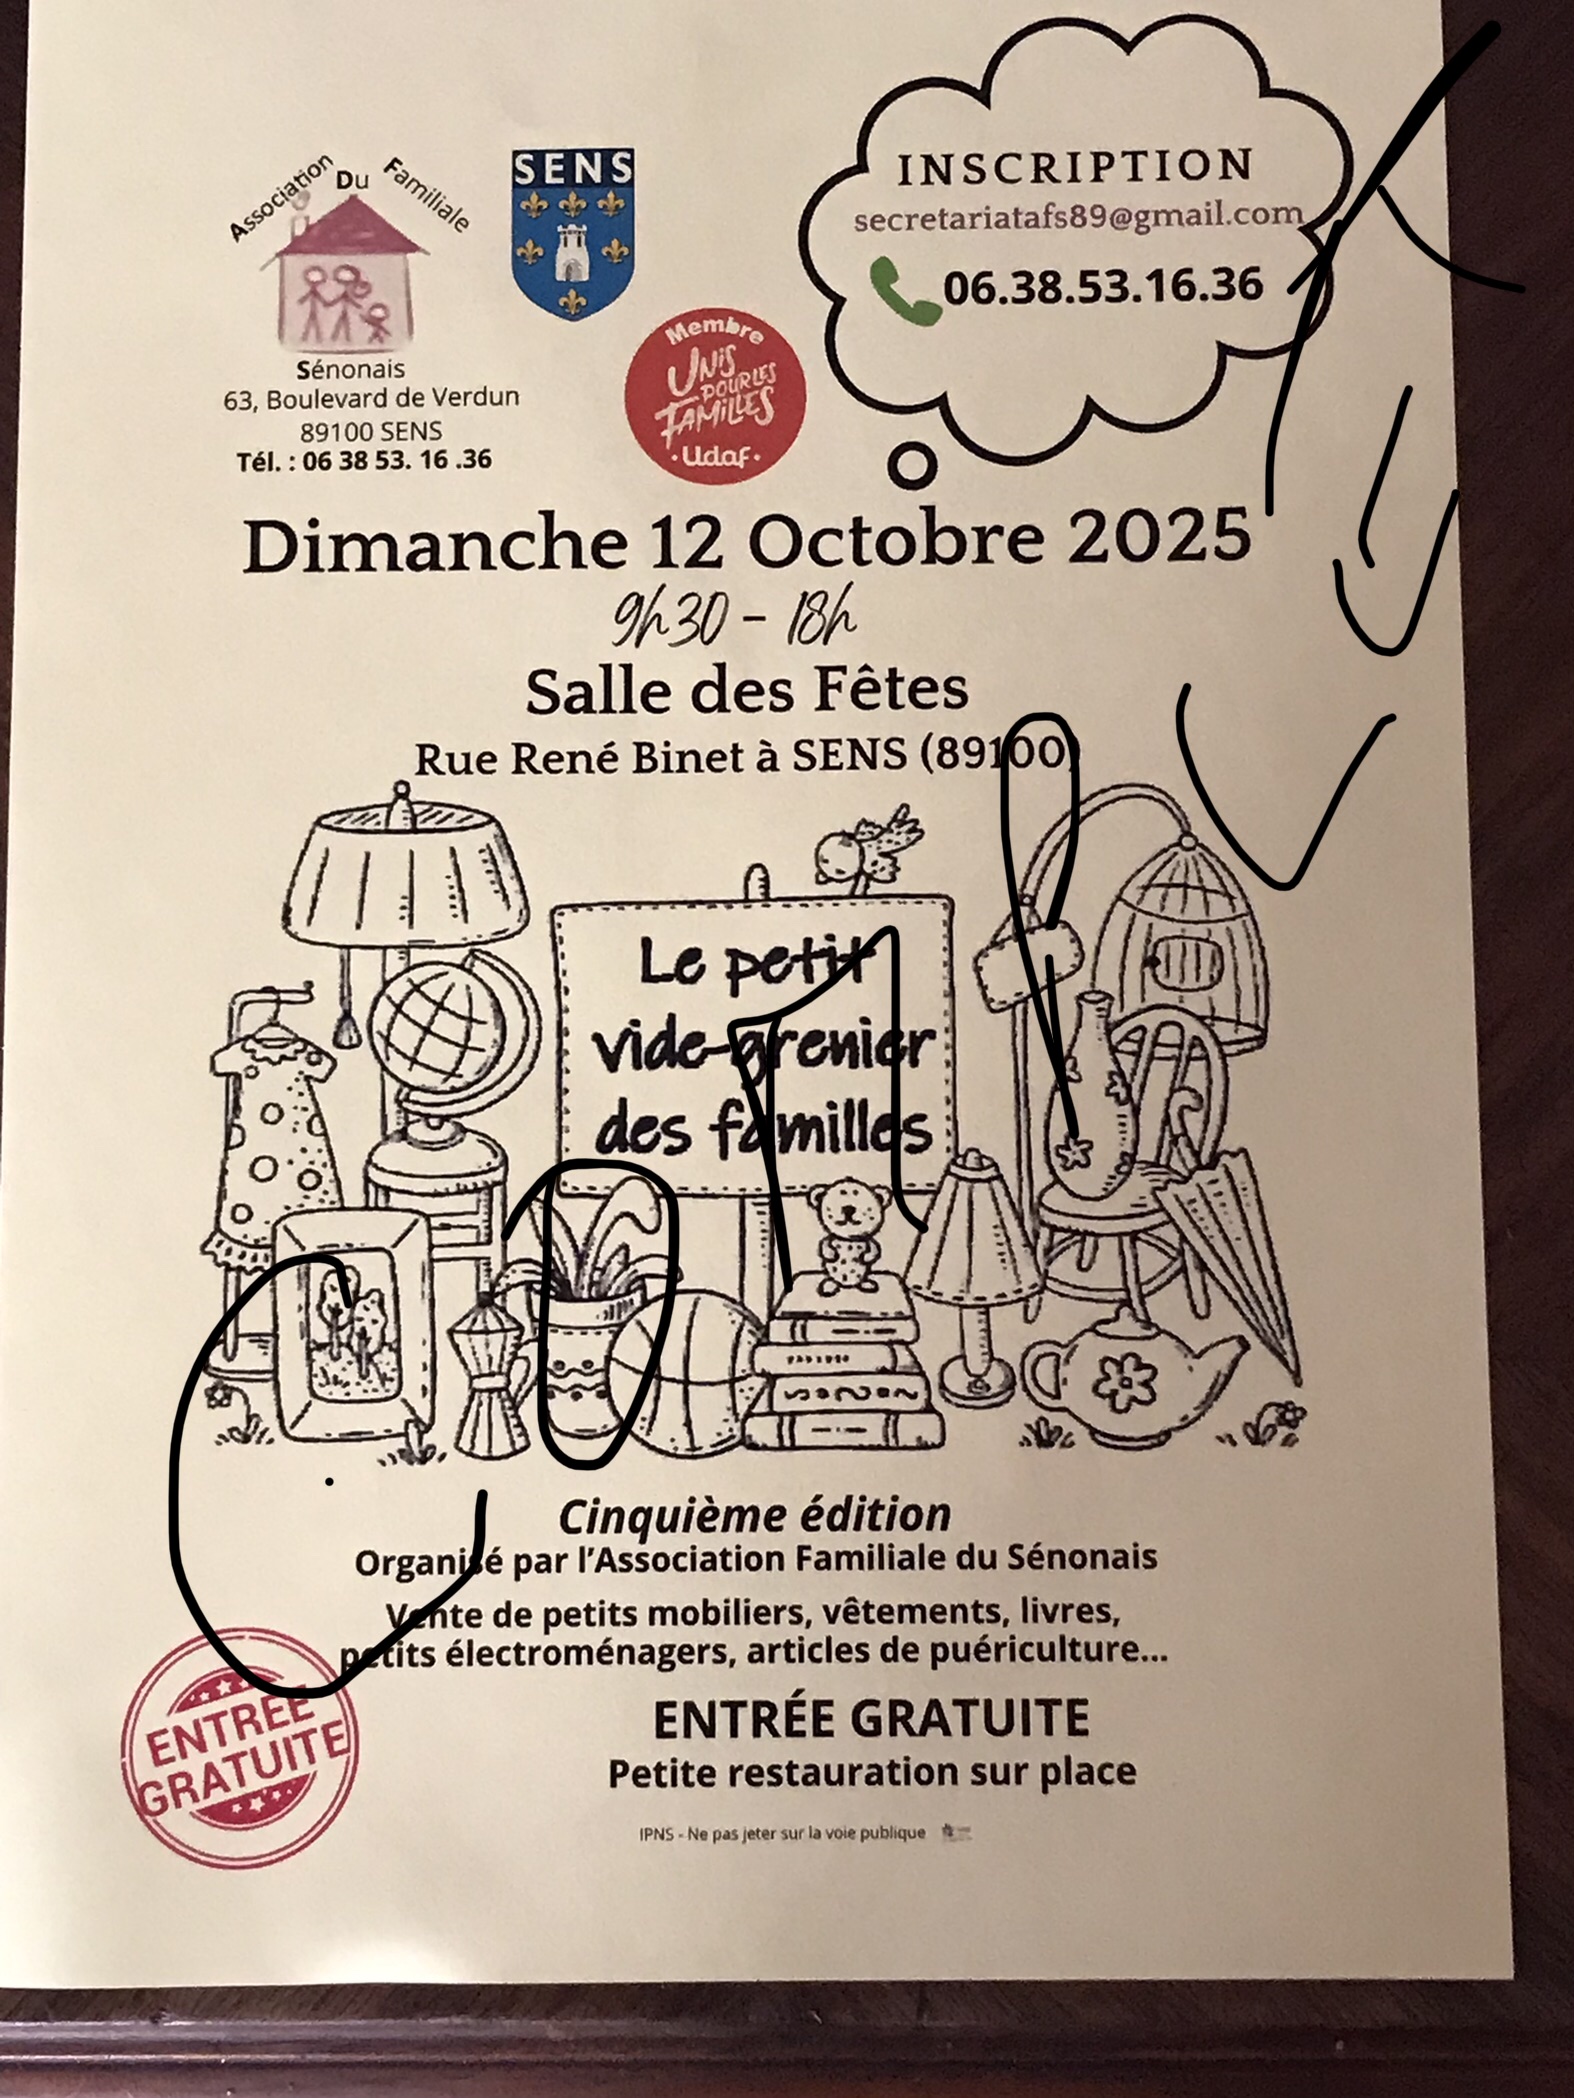 Association Du Familiale
Sénonais
63, Boulevard de Verdun
89100 SENS
Tél. : 06 38 53. 16 .36
SENS
Membre
UNIS
POUR LES
FAMILLES
·Udaf·
INSCRIPTION
secretariatafs89@gmail.com
06.38.53.16.36
Dimanche 12 Octobre 2025
9h30 - 18h
Salle des Fêtes
Rue René Binet à SENS (89100)
Le petit
vide-grenier
des familles
Cinquième édition
Organisé par l'Association Familiale du Sénonais
Vente de petits mobiliers, vêtements, livres,
petits électroménagers, articles de puériculture...
ENTRÉE
GRATUITE
ENTRÉE GRATUITE
Petite restauration sur place
IPNS - Ne pas jeter sur la voie publique